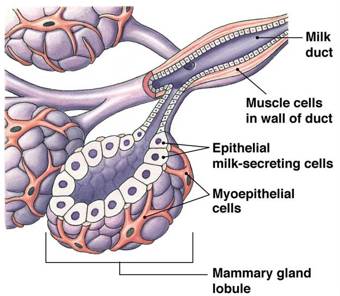 Milk
duct
Muscle cells
in wall of duct
Epithelial
milk-secreting cells
Myoepithelial
cells
Mammary gland
lobule